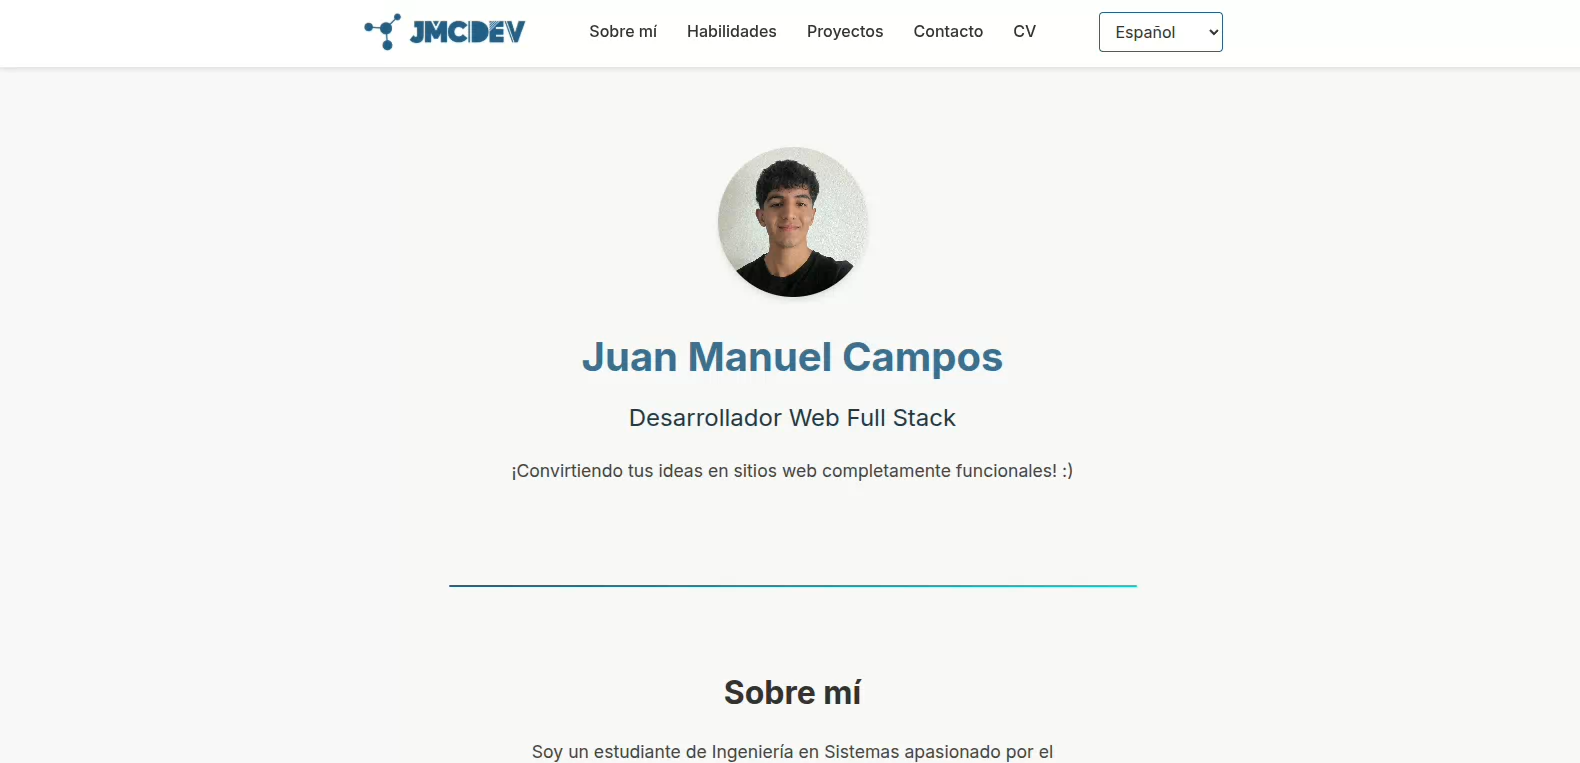 JMCDEV
Sobre mí
Habilidades
Proyectos
Contacto
CV
Español
Juan Manuel Campos
Desarrollador Web Full Stack
¡Convirtiendo tus ideas en sitios web completamente funcionales! :)
Sobre mí
Soy un estudiante de Ingeniería en Sistemas apasionado por el